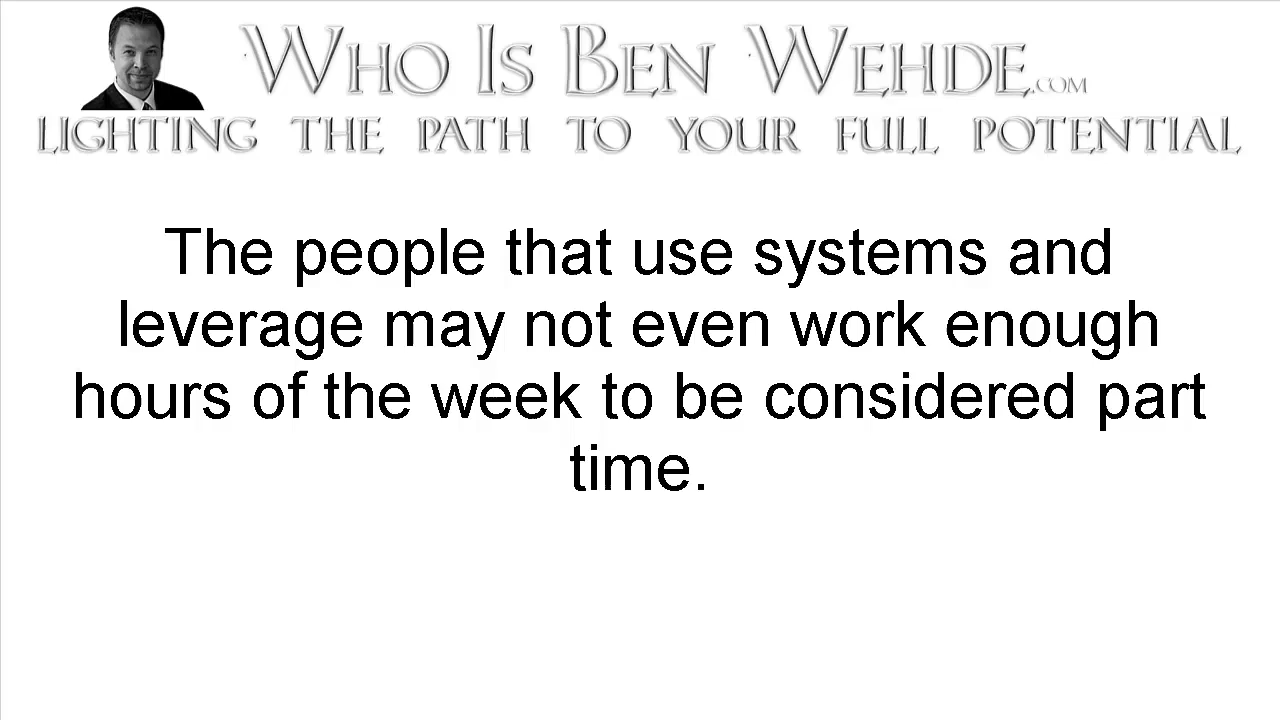 Who Is Ben Wehde.com
Lighting the path to your full potential
The people that use systems and
leverage may not even work enough
hours of the week to be considered part
time.